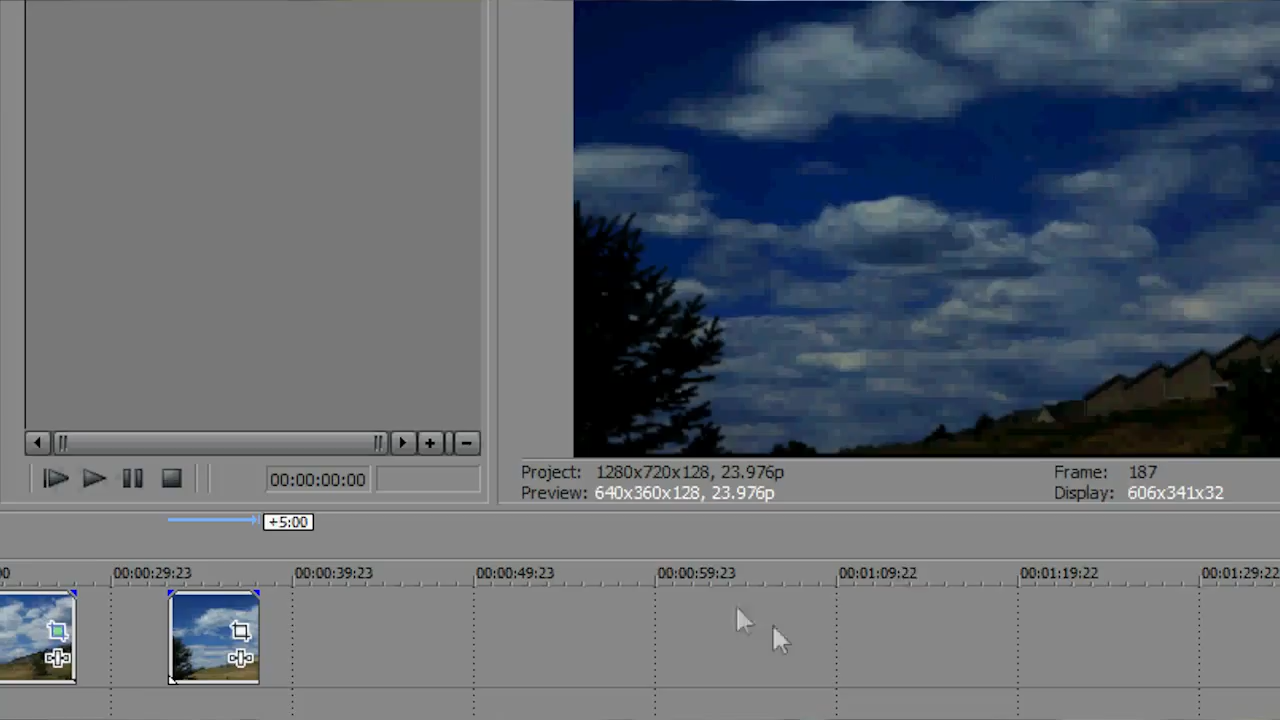 00:00:00:00
Project: 1280x720x128, 23.976p
Frame: 187
Preview: 640x360x128, 23.976p
Display: 606x341x32
+5:00
00:00:29:23 00:00:39:23 00:00:49:23 00:00:59:23 00:01:09:22 00:01:19:22 00:01:29:22